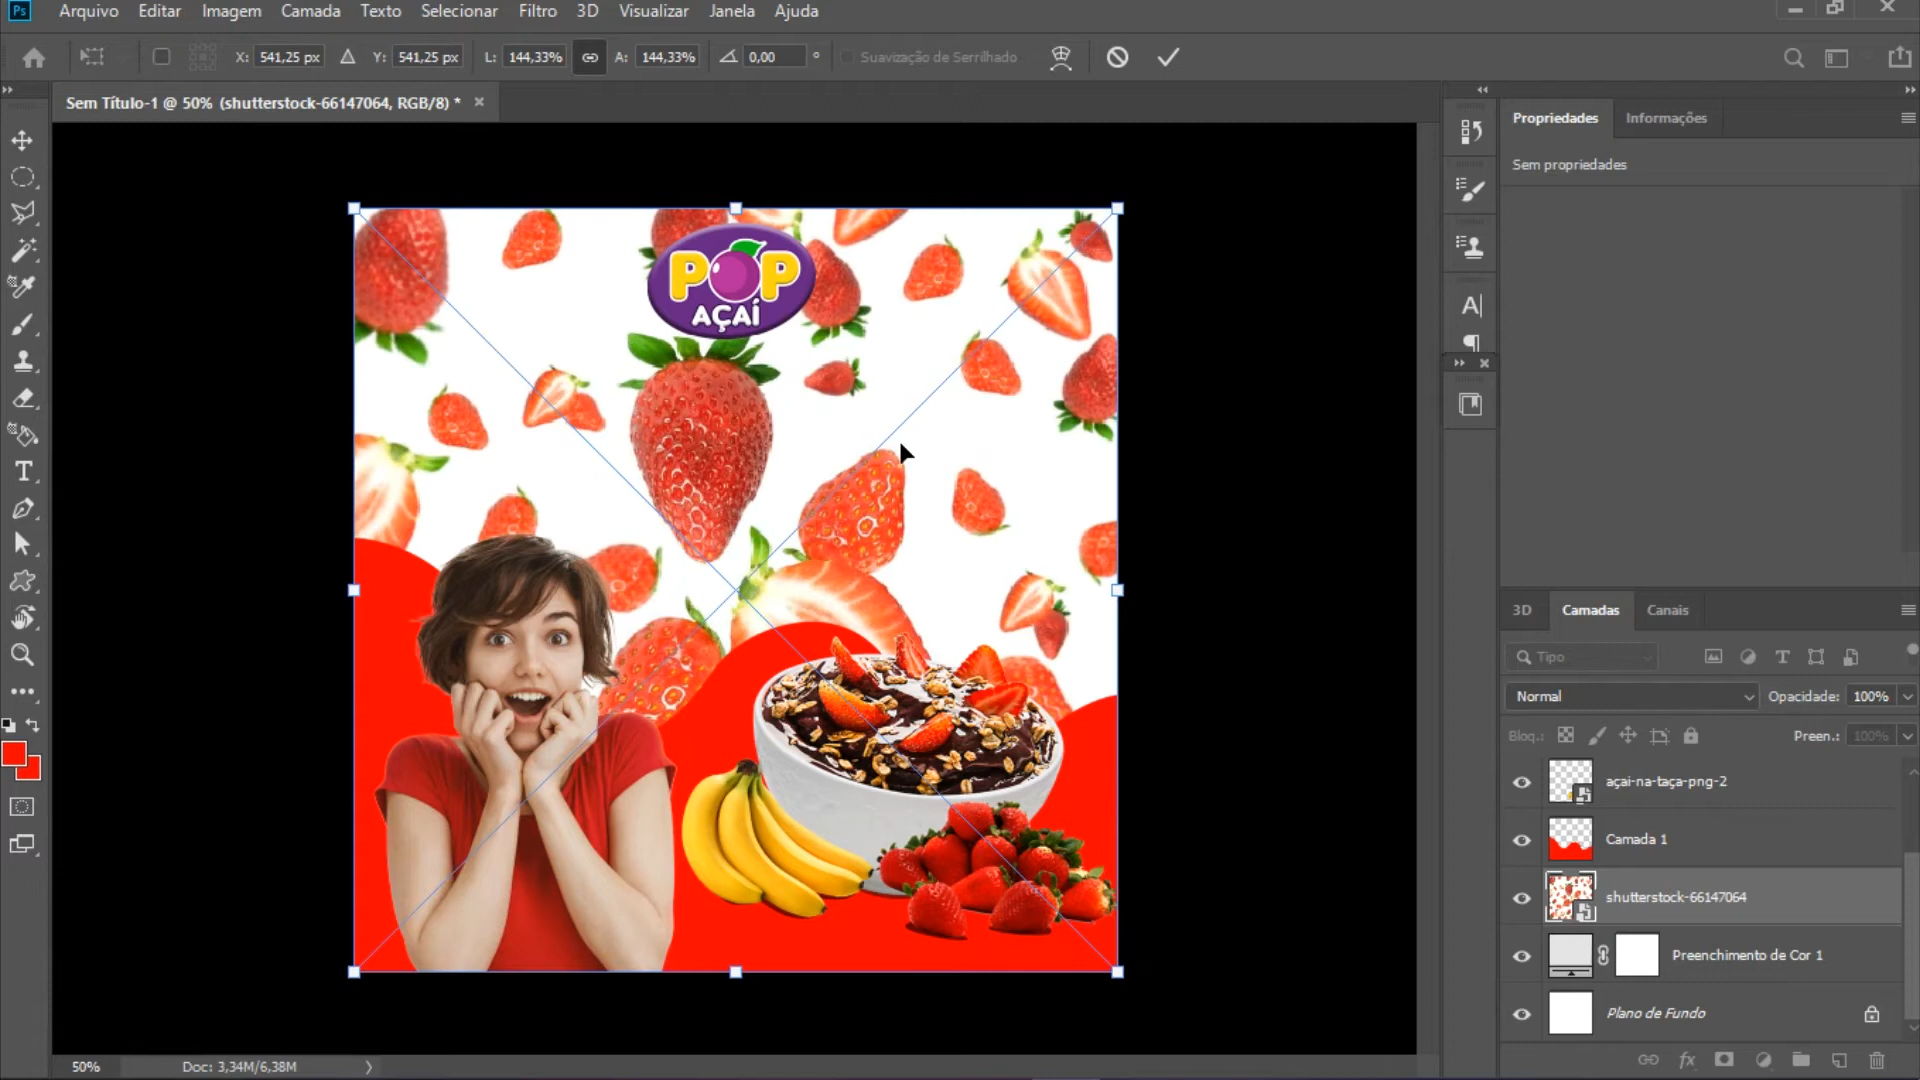 Ps Arquivo Editar Imagem Camada Texto Selecionar Filtro 3D Visualizar Janela Ajuda
X: 541,25 px Y: 541,25 px L: 144,33% A: 144,33% 0,00 ° Suavização de Serrilhado
Sem Título-1 @ 50% (shutterstock-66147064, RGB/8) *
Propriedades Informações
Sem propriedades
POP
AÇAÍ
3D Camadas Canais
Tipo
Normal Opacidade: 100%
Bloq.: Preen.: 100%
açai-na-taça-png-2
Camada 1
shutterstock-66147064
Preenchimento de Cor 1
Plano de Fundo
50% Doc: 3,34M/6,38M